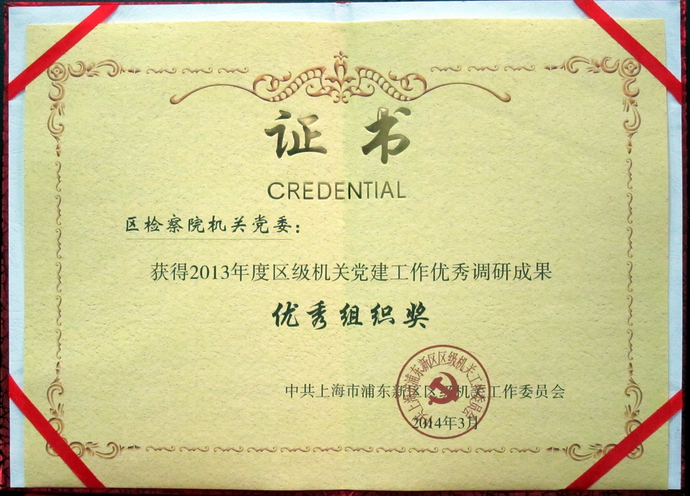 证书
CREDENTIAL
区检察院机关党委：
获得2013年度区级机关党建工作优秀调研成果
优秀组织奖
中共上海市浦东新区区级机关工作委员会
2014年3月